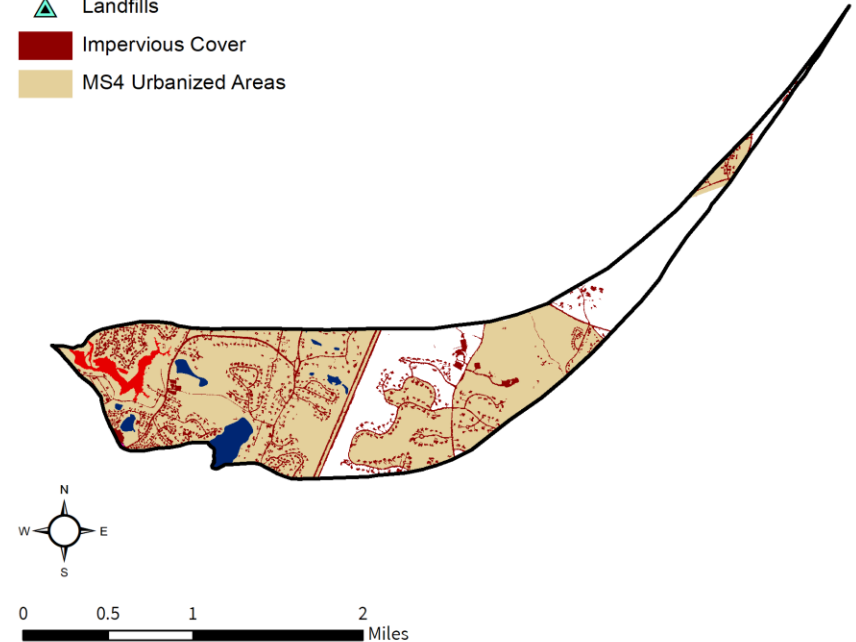 Landfills
Impervious Cover
MS4 Urbanized Areas
N
W E
S
0 0.5 1 2
Miles